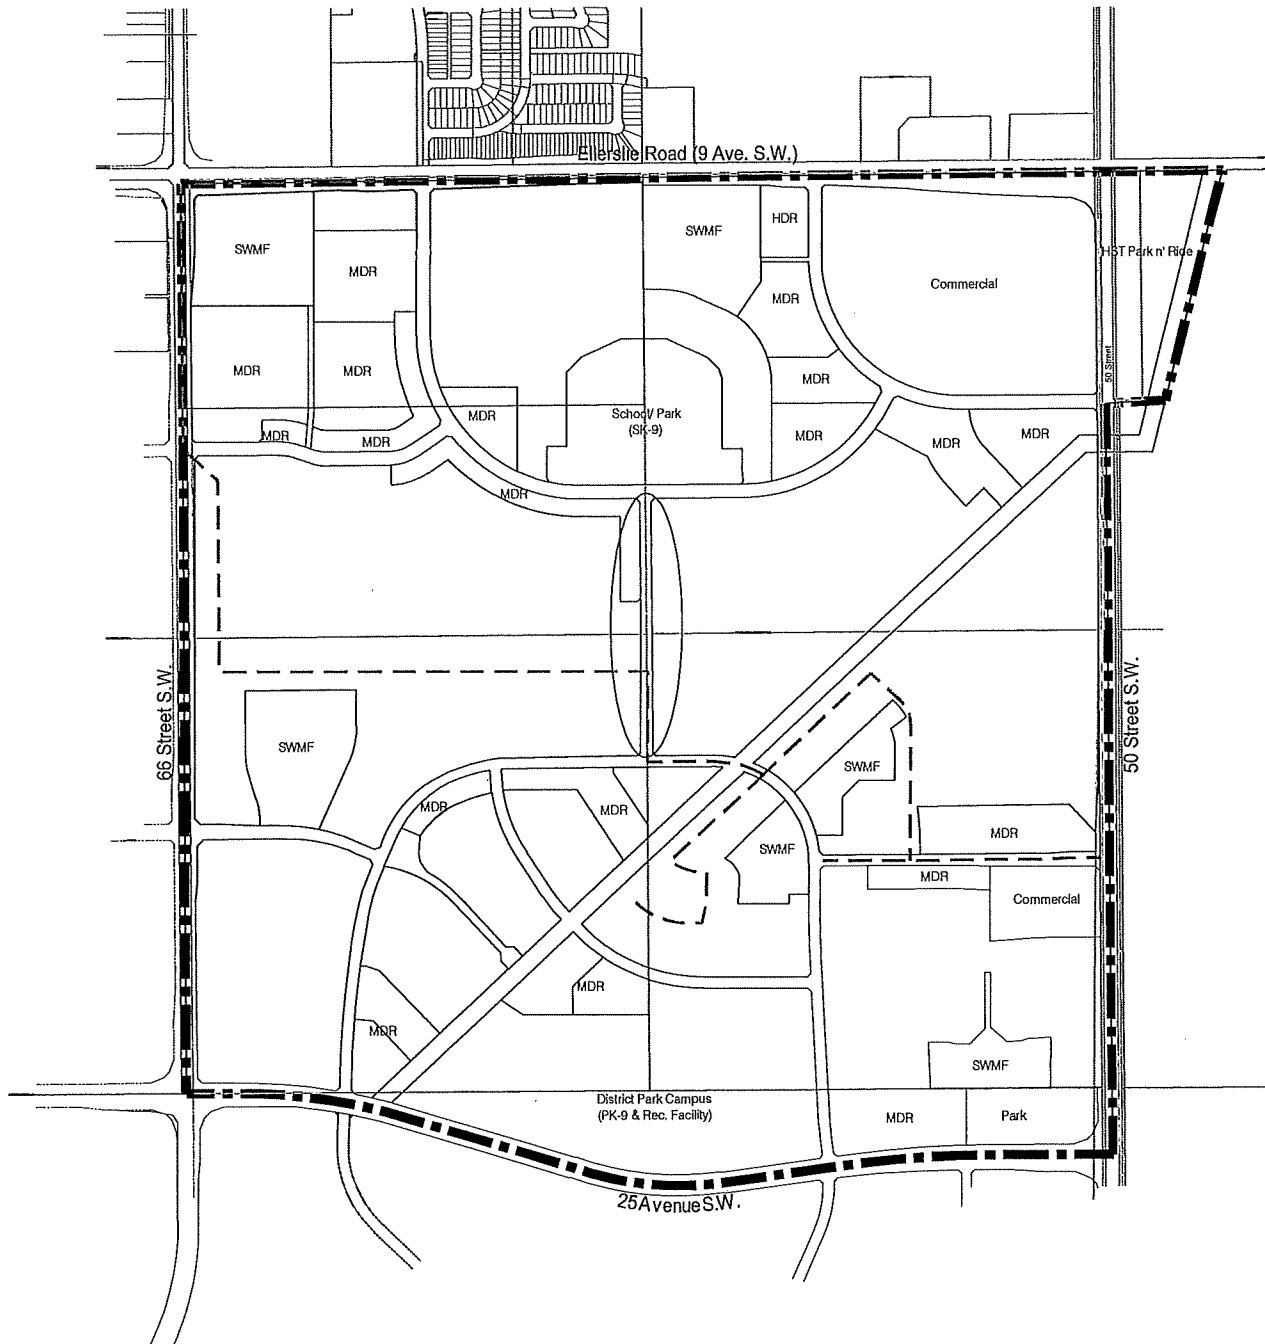 Ellerslie Road (9 Ave. S.W.)
SWMF
MDR
SWMF
HDR
MDR
Commercial
HST Park n' Ride
MDR
MDR
MDR
MDR
50 Street
MDR
MDR
MDR
School/ Park
(SK-9)
MDR
MDR
MDR
MDR
66 Street S.W.
50 Street S.W.
SWMF
SWMF
MDR
MDR
MDR
SWMF
MDR
Commercial
MDR
MDR
SWMF
District Park Campus
(PK-9 & Rec. Facility)
MDR
Park
25 Avenue S.W.